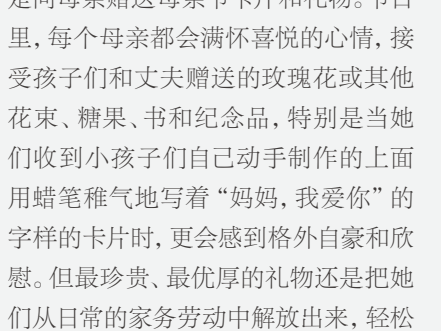 是向母亲赠送母亲节卡片和礼物。节日
里,每个母亲都会满怀喜悦的心情,接
受孩子们和丈夫赠送的玫瑰花或其他
花束、糖果、书和纪念品,特别是当她
们收到小孩子们自己动手制作的上面
用蜡笔稚气地写着“妈妈,我爱你”的
字样的卡片时,更会感到格外自豪和欣
慰。但最珍贵、最优厚的礼物还是把她
们从日常的家务劳动中解放出来,轻松